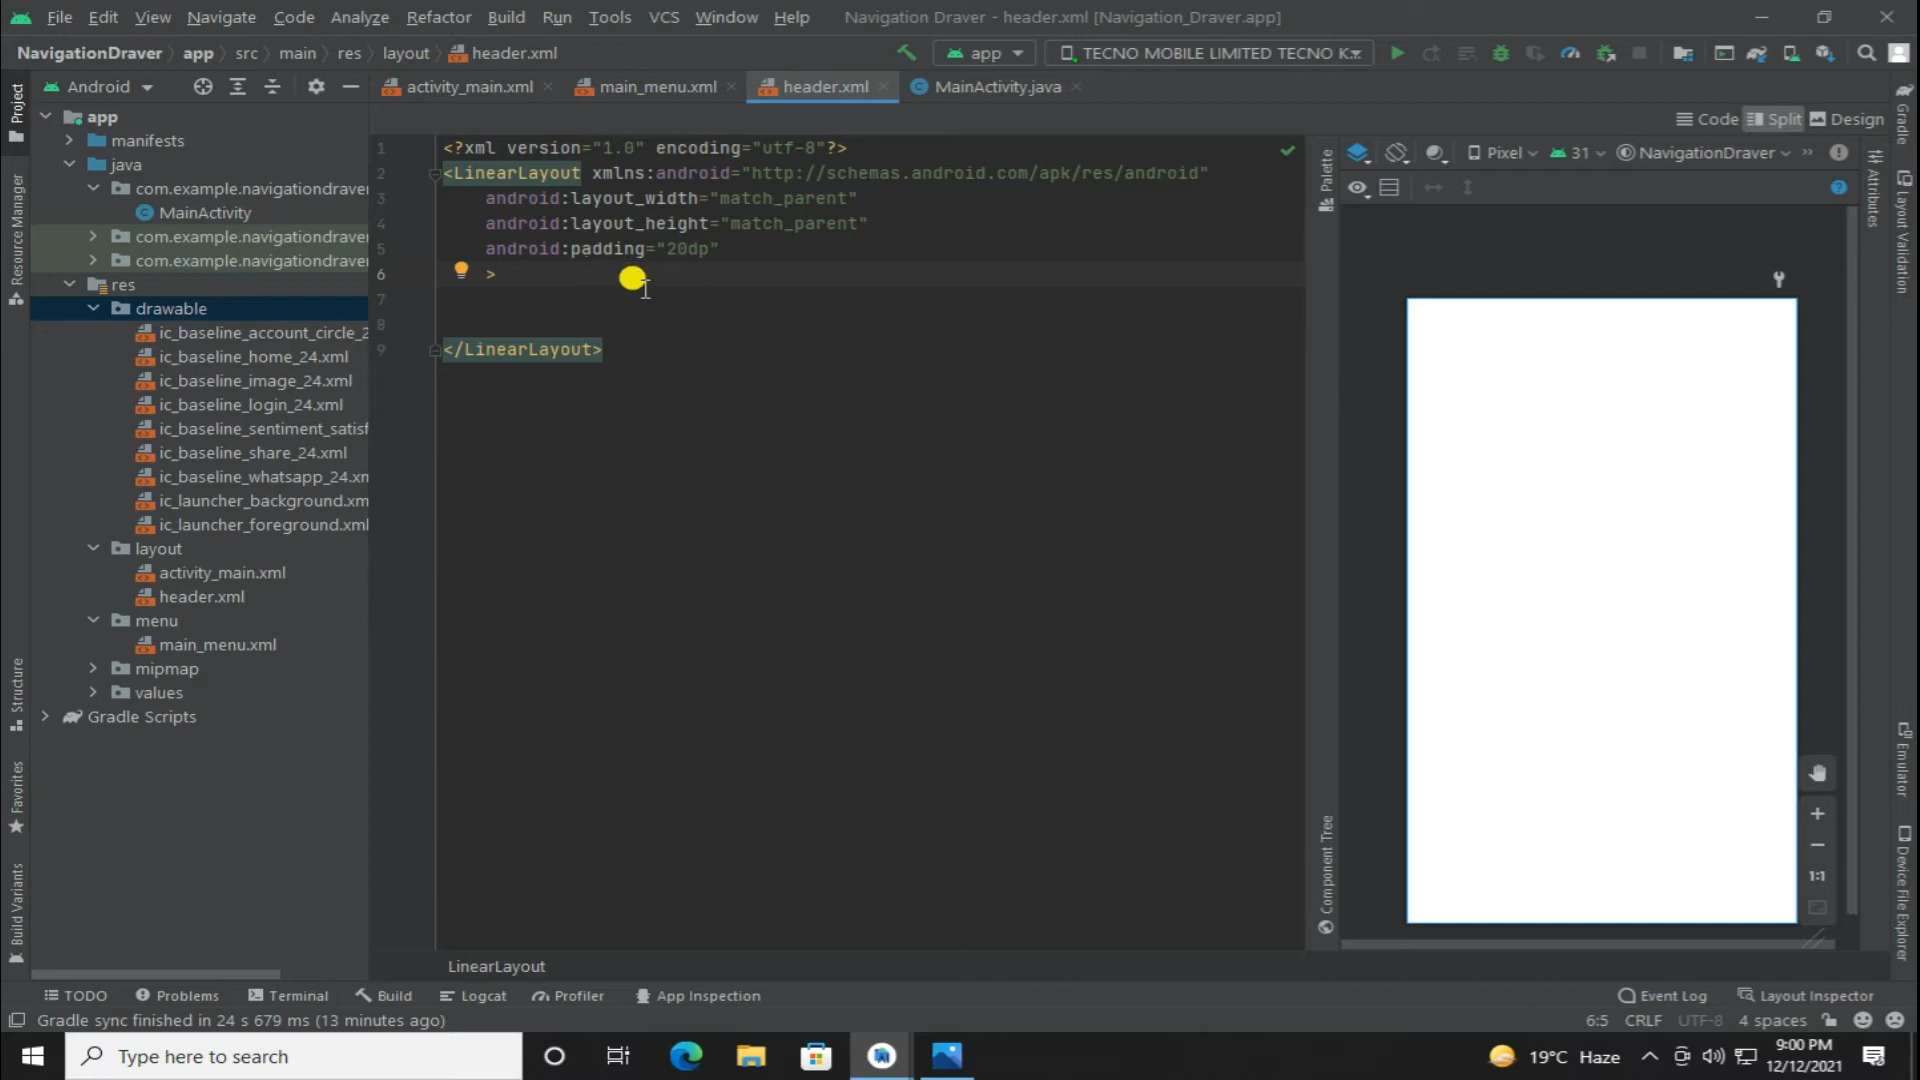 File Edit View Navigate Code Analyze Refactor Build Run Tools VCS Window Help Navigation Draver - header.xml [Navigation_Draver.app]
NavigationDraver app src main res layout header.xml app TECNO MOBILE LIMITED TECNO K
Android activity_main.xml main_menu.xml header.xml MainActivity.java
Code Split Design
app
manifests
java
com.example.navigationdraver
MainActivity
com.example.navigationdraver
com.example.navigationdraver
res
drawable
ic_baseline_account_circle_2
ic_baseline_home_24.xml
ic_baseline_image_24.xml
ic_baseline_login_24.xml
ic_baseline_sentiment_satisf
ic_baseline_share_24.xml
ic_baseline_whatsapp_24.xm
ic_launcher_background.xm
ic_launcher_foreground.xml
layout
activity_main.xml
header.xml
menu
main_menu.xml
mipmap
values
Gradle Scripts
Project
Resource Manager
Structure
Favorites
Build Variants
1 <?xml version="1.0" encoding="utf-8"?>
2 <LinearLayout xmlns:android="http://schemas.android.com/apk/res/android"
3 android:layout_width="match_parent"
4 android:layout_height="match_parent"
5 android:padding="20dp"
6 >
7
8
9 </LinearLayout>
Palette
Component Tree
Pixel 31 NavigationDraver »
1:1
Attributes
Gradle
Layout Validation
Emulator
Device File Explorer
LinearLayout
TODO Problems Terminal Build Logcat Profiler App Inspection Event Log Layout Inspector
Gradle sync finished in 24 s 679 ms (13 minutes ago) 6:5 CRLF UTF-8 4 spaces
Type here to search 19°C Haze 9:00 PM
12/12/2021